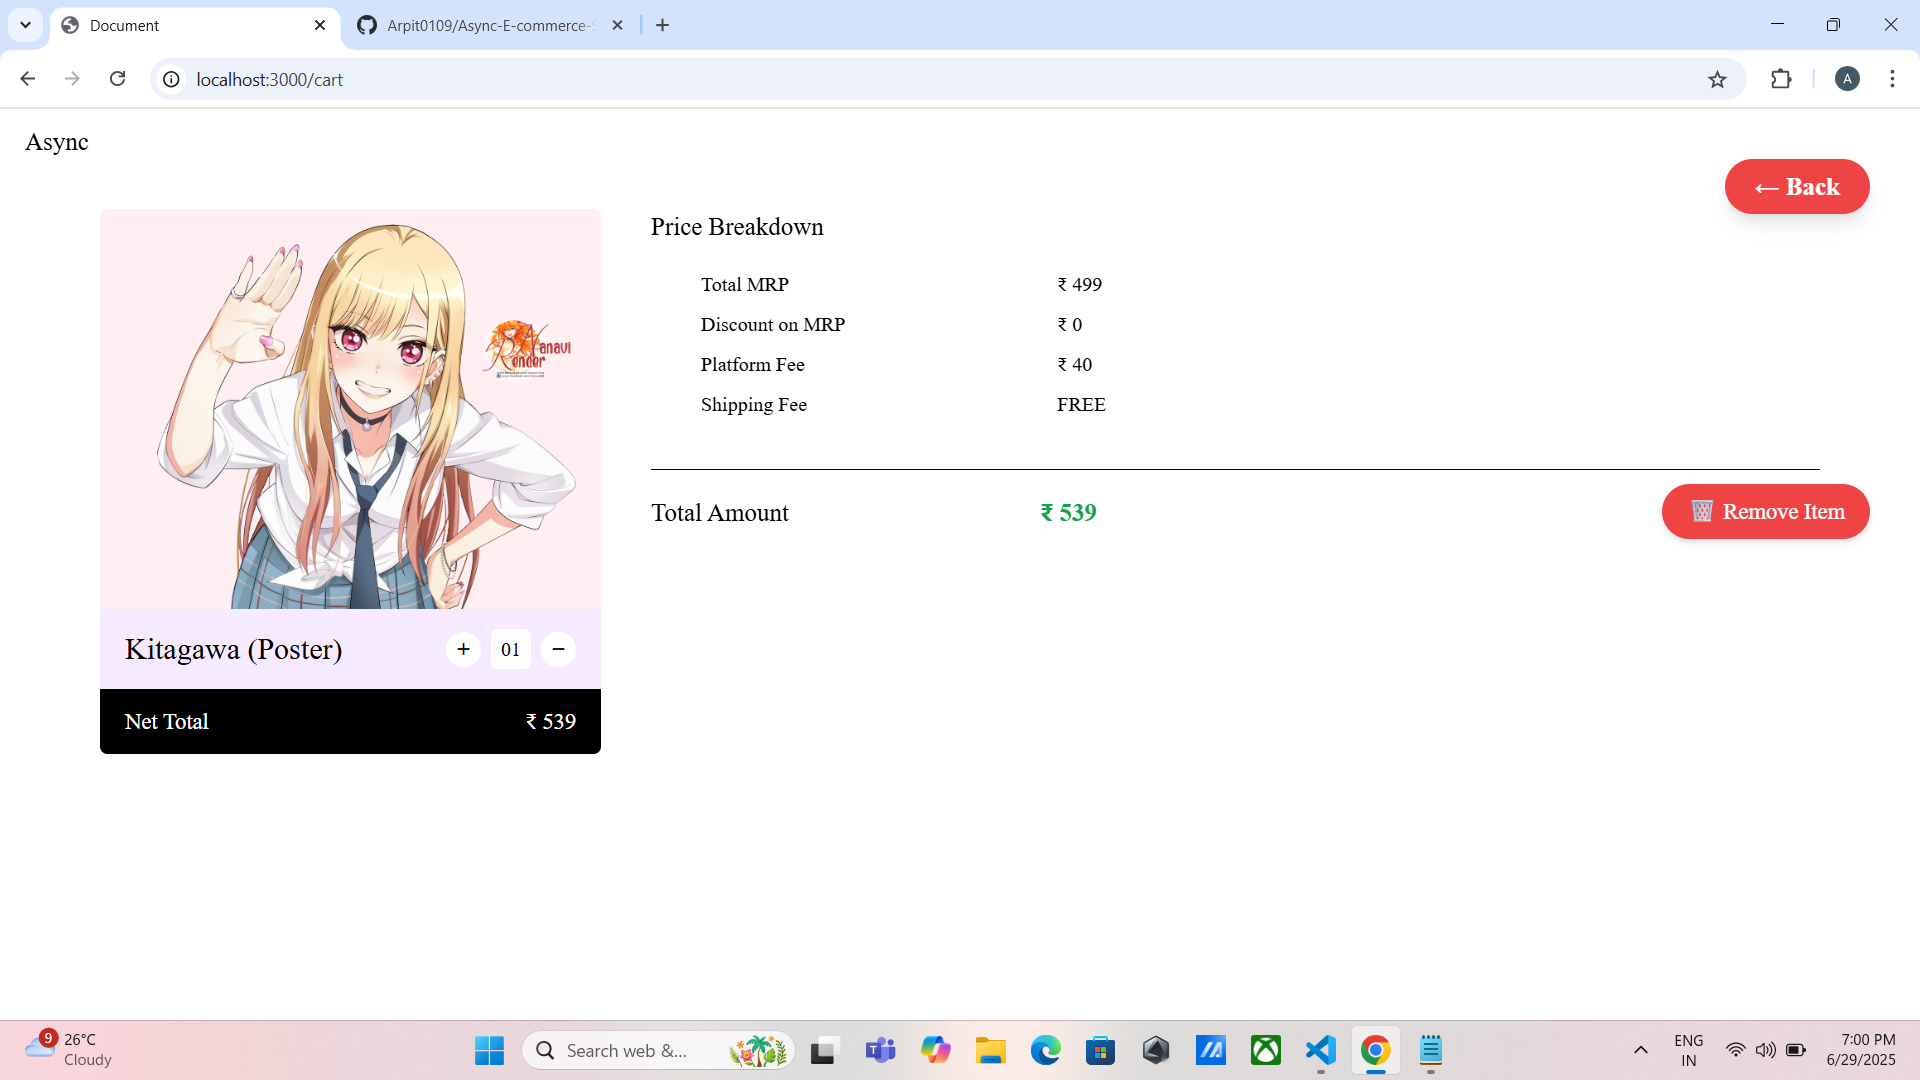 Document
Arpit0109/Async-E-commerce-S
localhost:3000/cart
A
Async
← Back
Price Breakdown
Total MRP ₹ 499
Discount on MRP ₹ 0
Platform Fee ₹ 40
Shipping Fee FREE
Total Amount ₹ 539
Remove Item
Hanavi
Render
Kitagawa (Poster) + 01 −
Net Total ₹ 539
9
26°C
Cloudy
Search web &...
ENG
IN
7:00 PM
6/29/2025